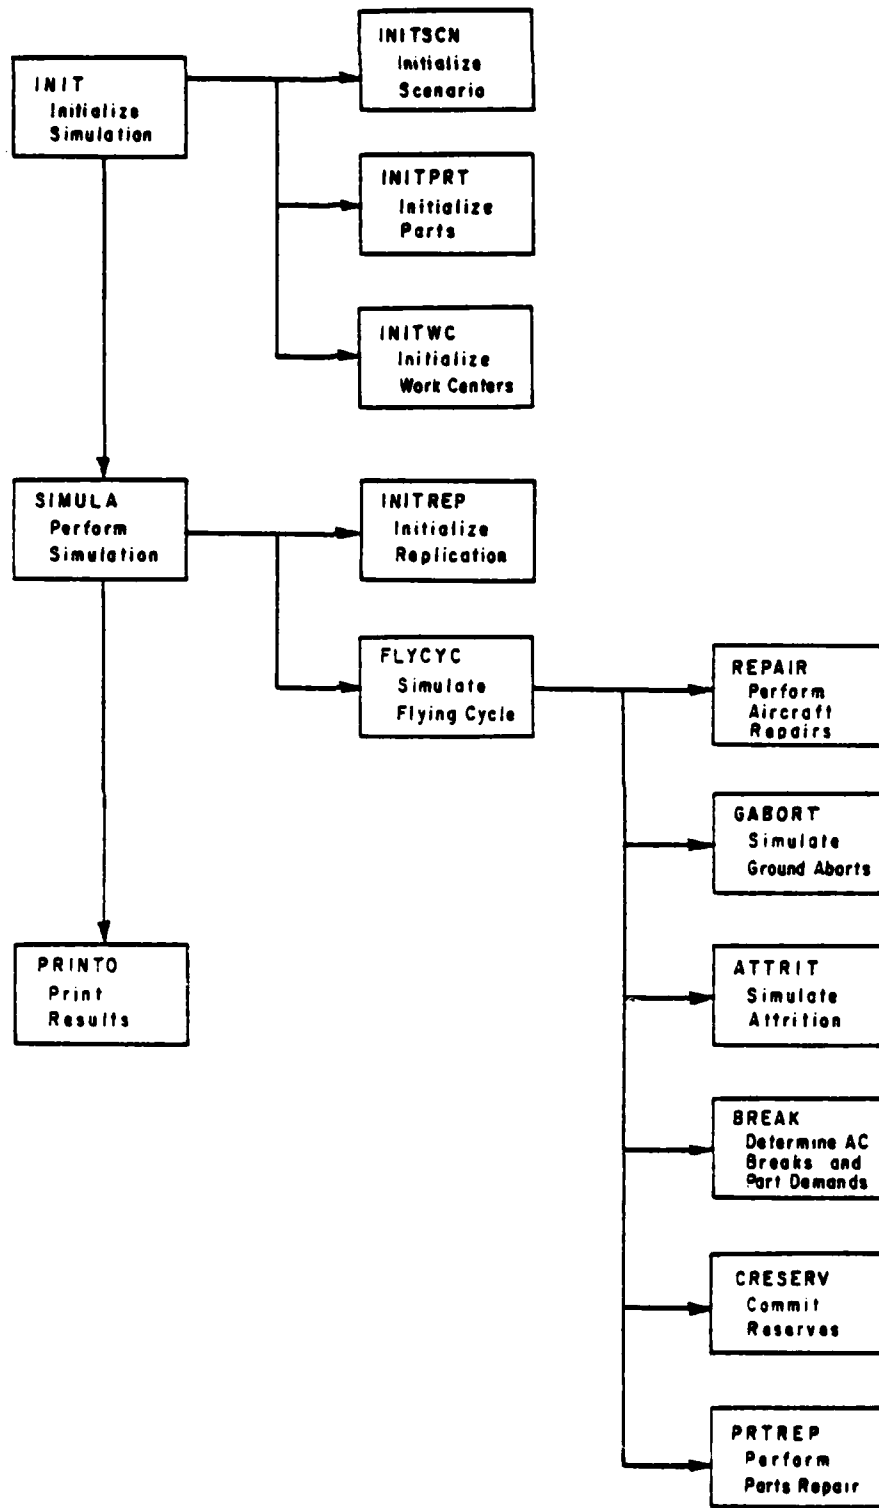 INIT
Initialize
Simulation
INITSCN
Initialize
Scenario
INITPRT
Initialize
Parts
INITWC
Initialize
Work Centers
SIMULA
Perform
Simulation
INITREP
Initialize
Replication
FLYCYC
Simulate
Flying Cycle
REPAIR
Perform
Aircraft
Repairs
GABORT
Simulate
Ground Aborts
ATTRIT
Simulate
Attrition
BREAK
Determine AC
Breaks and
Part Demands
CRESERV
Commit
Reserves
PRTREP
Perform
Parts Repair
PRINTO
Print
Results